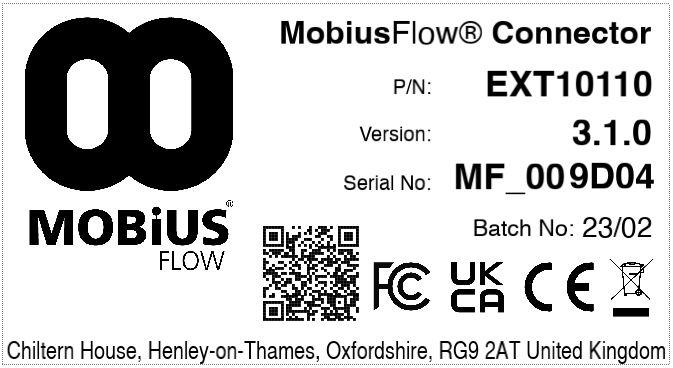 MobiusFlow® Connector
P/N: EXT10110
Version: 3.1.0
Serial No: MF_009D04
Batch No: 23/02
MOBiUS®
FLOW
FC
UK
CA
CE
Chiltern House, Henley-on-Thames, Oxfordshire, RG9 2AT United Kingdom